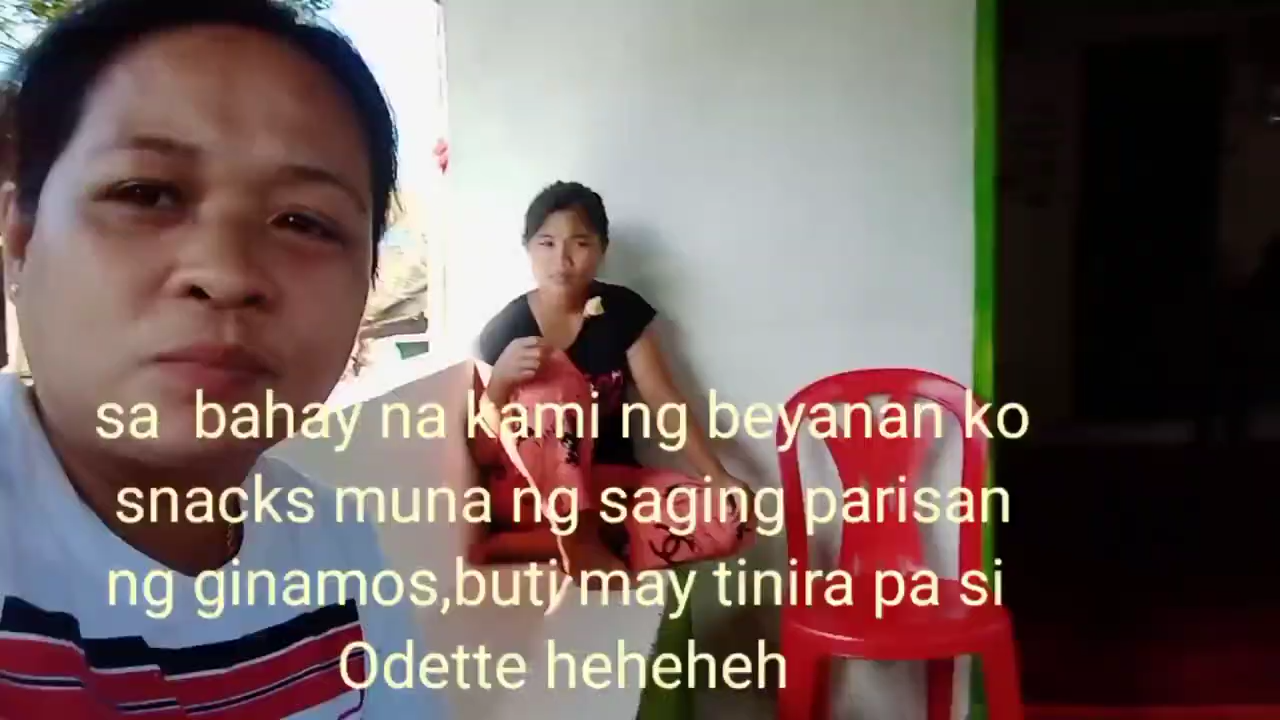 sa bahay na kami ng beyanan ko
snacks muna ng saging parisan
ng ginamos,buti may tinira pa si
Odette heheheh